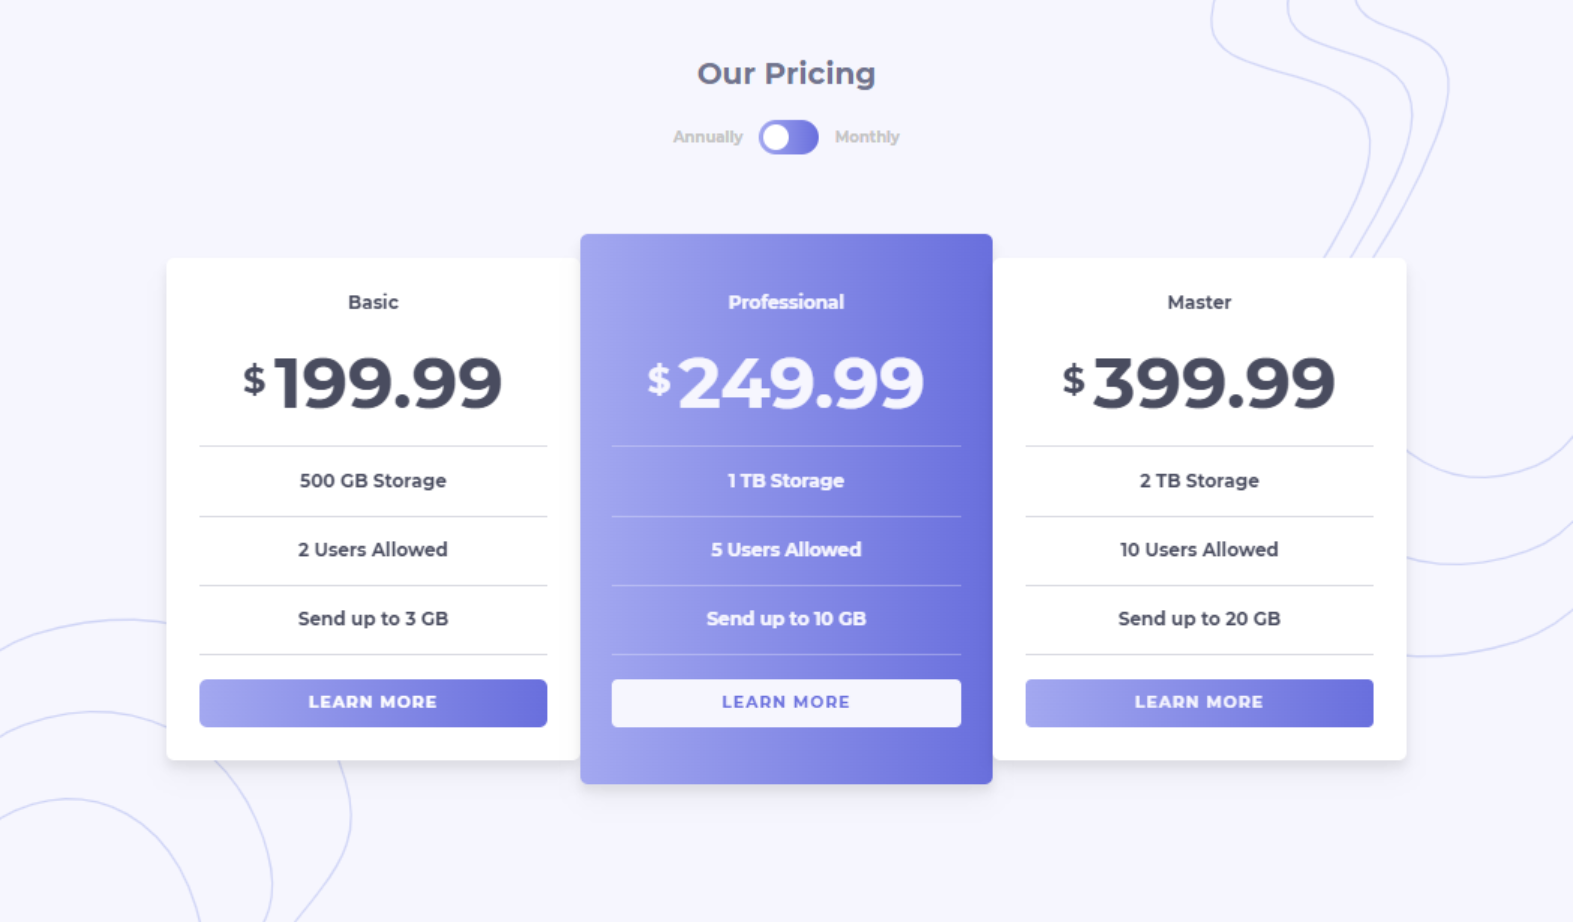 Our Pricing
Annually Monthly
Basic
$199.99
500 GB Storage
2 Users Allowed
Send up to 3 GB
LEARN MORE
Professional
$249.99
1 TB Storage
5 Users Allowed
Send up to 10 GB
LEARN MORE
Master
$399.99
2 TB Storage
10 Users Allowed
Send up to 20 GB
LEARN MORE